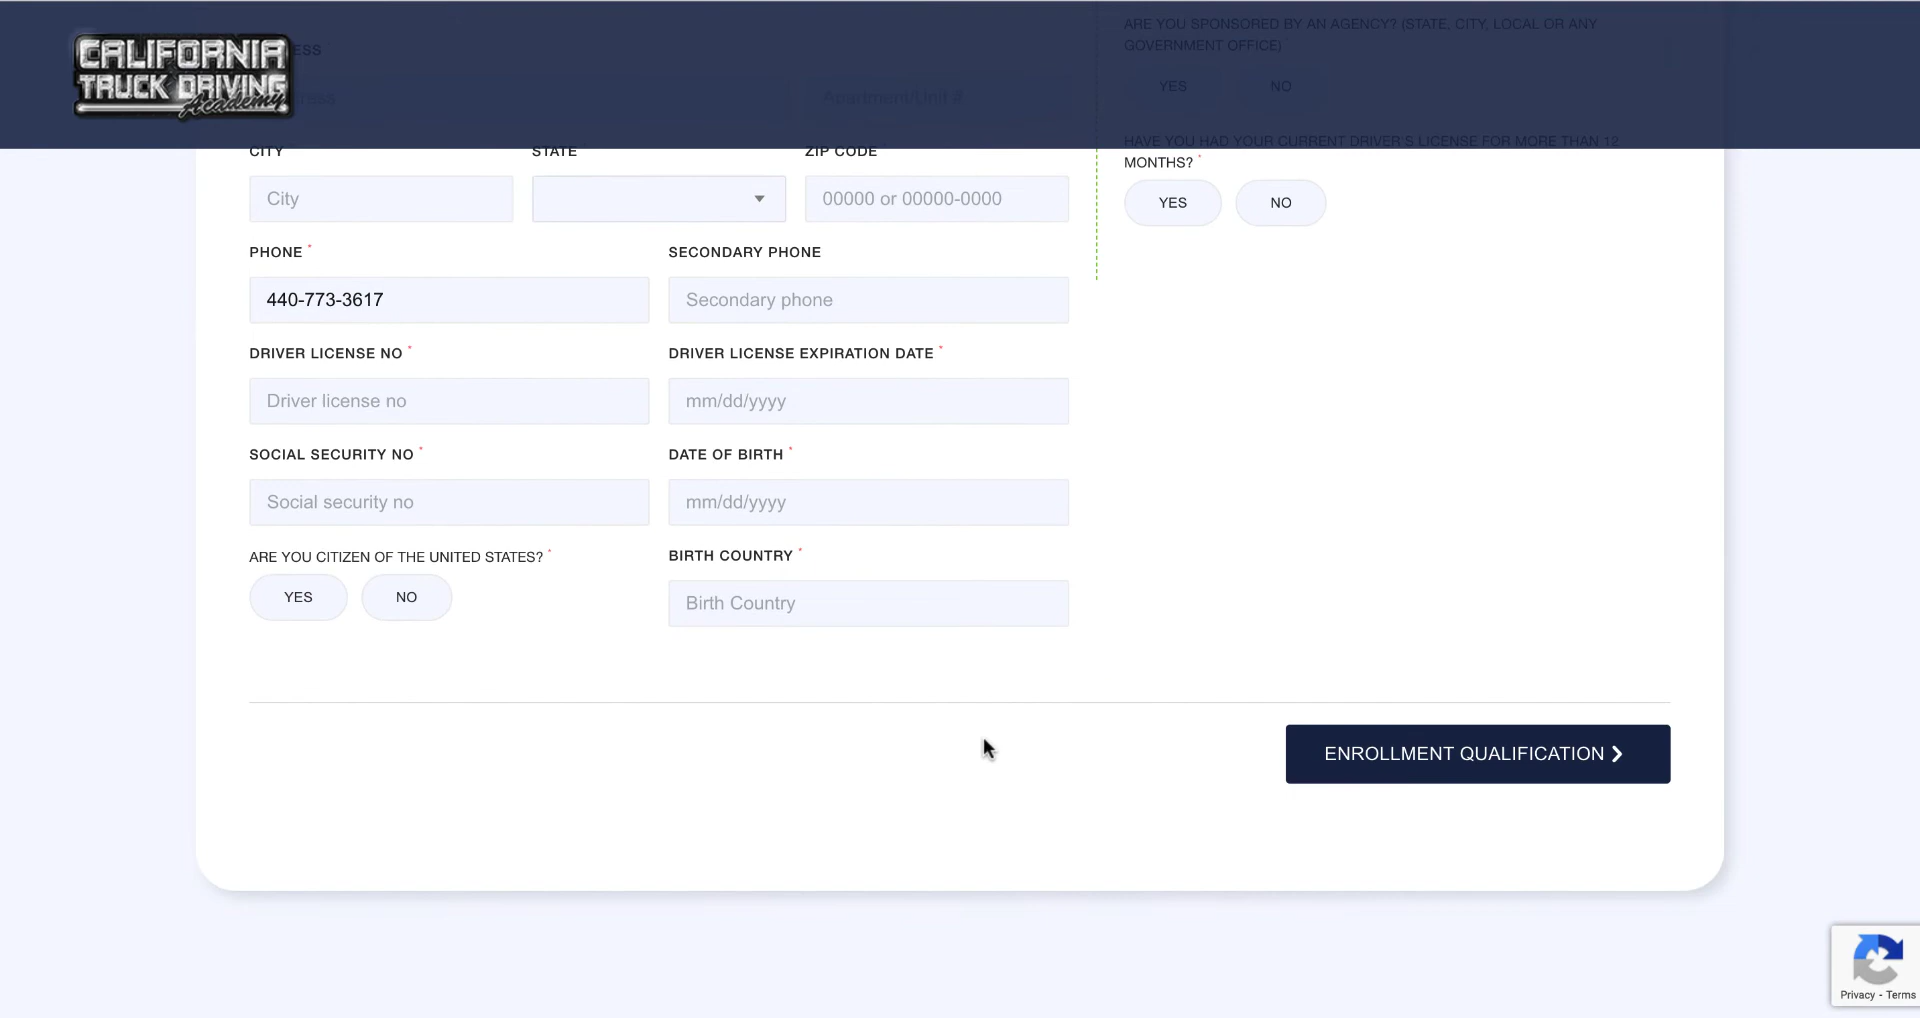 CALIFORNIA
TRUCK DRIVING
Academy
ESS
ress
Apartment/Unit #
ARE YOU SPONSORED BY AN AGENCY? (STATE, CITY, LOCAL OR ANY
GOVERNMENT OFFICE)
YES NO
HAVE YOU HAD YOUR CURRENT DRIVER'S LICENSE FOR MORE THAN 12
MONTHS? *
YES NO
CITY STATE ZIP CODE
City 00000 or 00000-0000
PHONE * SECONDARY PHONE
440-773-3617 Secondary phone
DRIVER LICENSE NO * DRIVER LICENSE EXPIRATION DATE *
Driver license no mm/dd/yyyy
SOCIAL SECURITY NO * DATE OF BIRTH *
Social security no mm/dd/yyyy
ARE YOU CITIZEN OF THE UNITED STATES? * BIRTH COUNTRY *
YES NO Birth Country
ENROLLMENT QUALIFICATION
Privacy - Terms